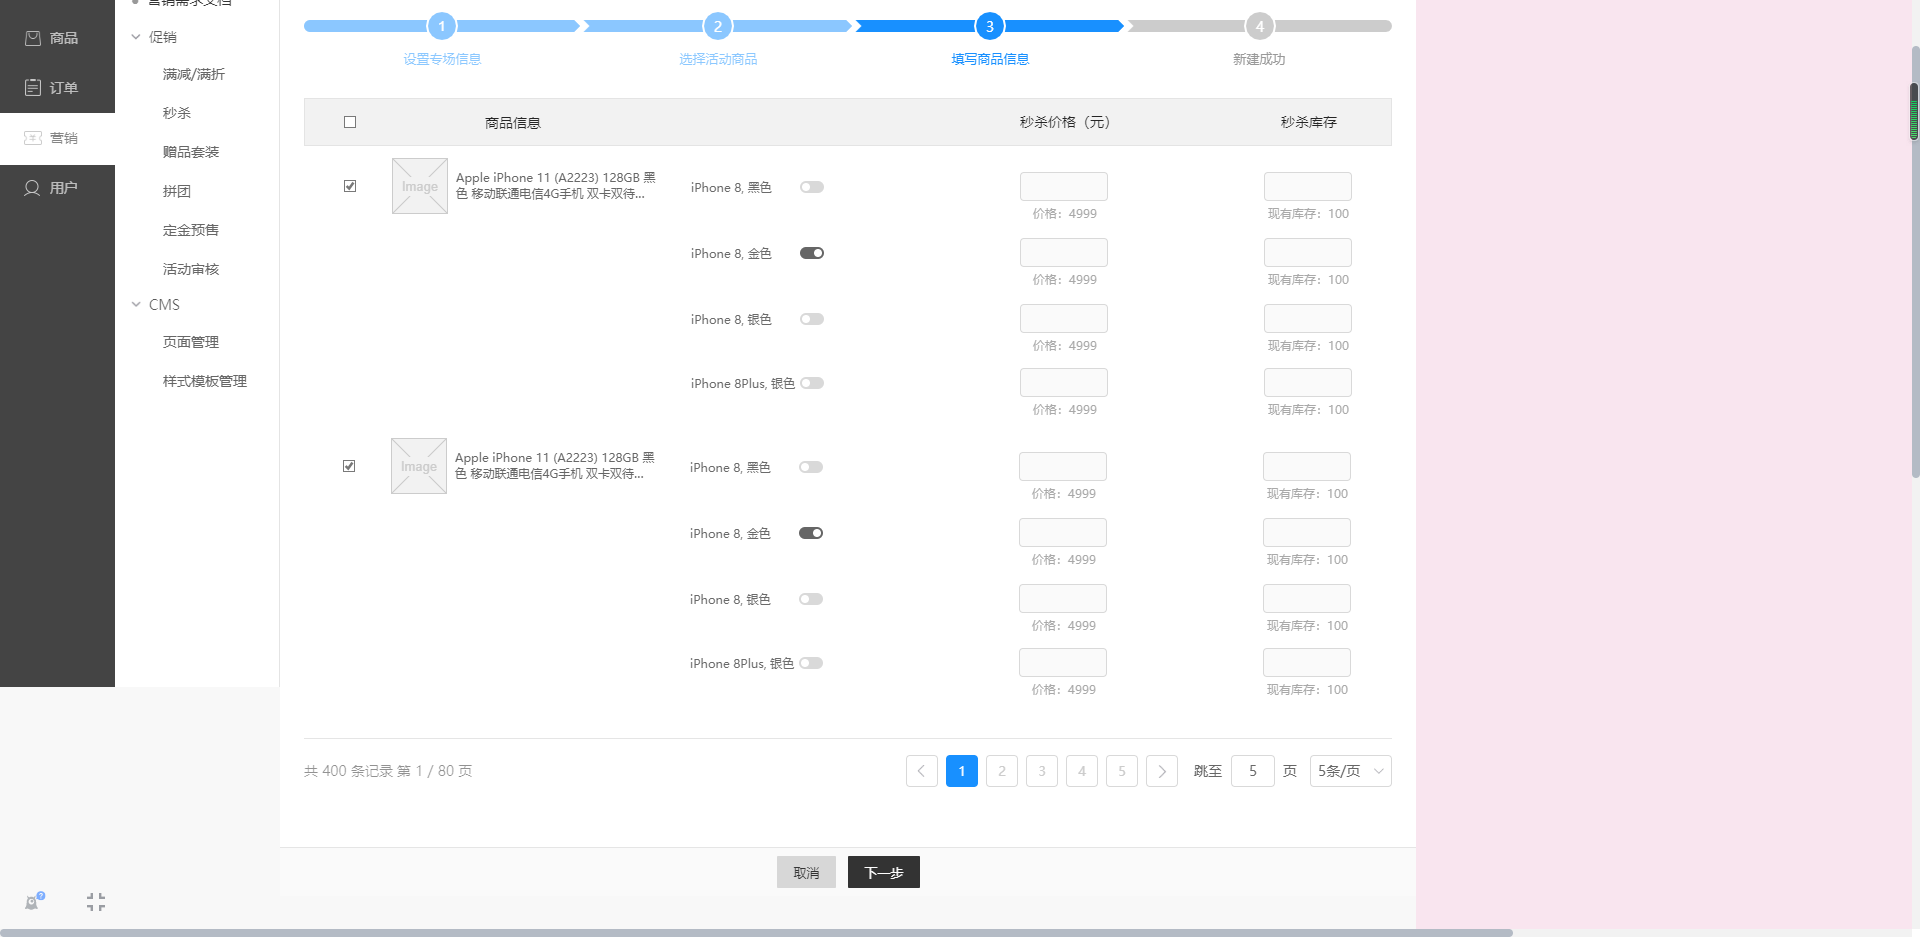 营销需求文档
商品
订单
营销
用户
促销
满减/满折
秒杀
赠品套装
拼团
定金预售
活动审核
CMS
页面管理
样式模板管理
1
2
3
4
设置专场信息
选择活动商品
填写商品信息
新建成功
商品信息
秒杀价格（元）
秒杀库存
Image
Apple iPhone 11 (A2223) 128GB 黑
色 移动联通电信4G手机 双卡双待...
iPhone 8, 黑色
价格：4999
现有库存：100
iPhone 8, 金色
价格：4999
现有库存：100
iPhone 8, 银色
价格：4999
现有库存：100
iPhone 8Plus, 银色
价格：4999
现有库存：100
Image
Apple iPhone 11 (A2223) 128GB 黑
色 移动联通电信4G手机 双卡双待...
iPhone 8, 黑色
价格：4999
现有库存：100
iPhone 8, 金色
价格：4999
现有库存：100
iPhone 8, 银色
价格：4999
现有库存：100
iPhone 8Plus, 银色
价格：4999
现有库存：100
共 400 条记录 第 1 / 80 页
1
2
3
4
5
跳至
5
页
5条/页
取消
下一步
?